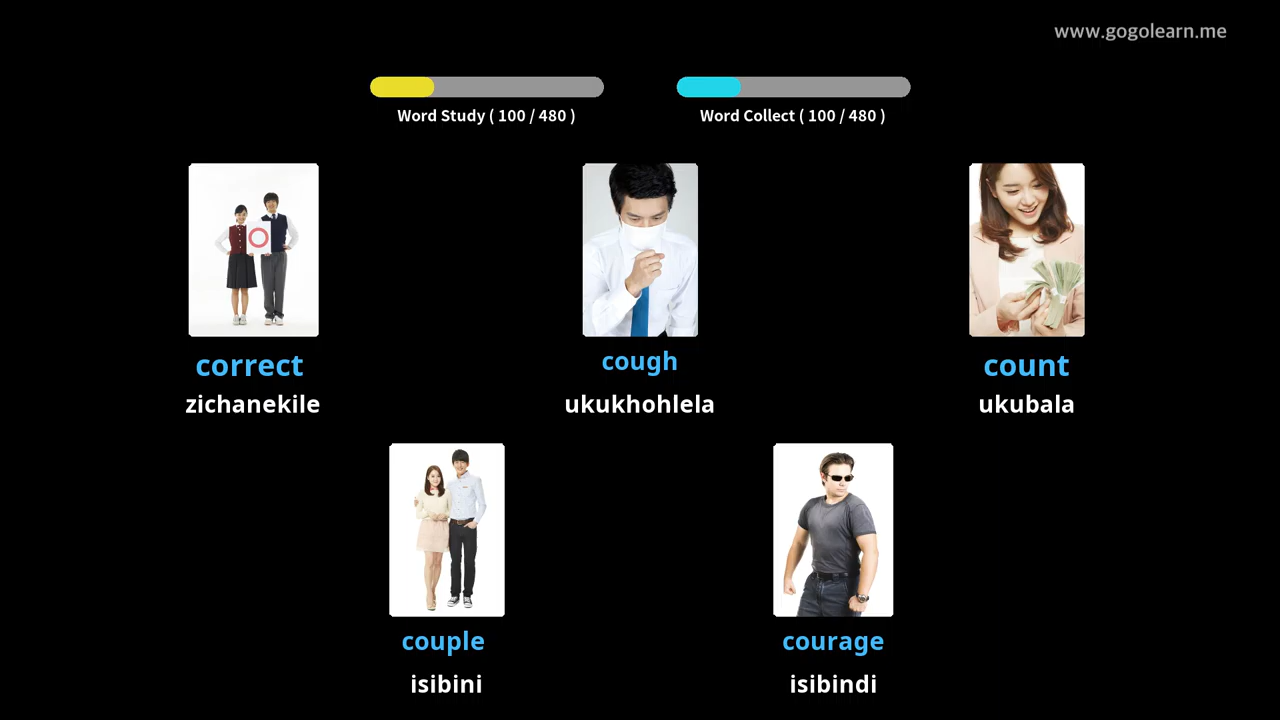 www.gogolearn.me
Word Study ( 100 / 480 )
Word Collect ( 100 / 480 )
correct
cough
count
zichanekile
ukukhohlela
ukubala
couple
courage
isibini
isibindi